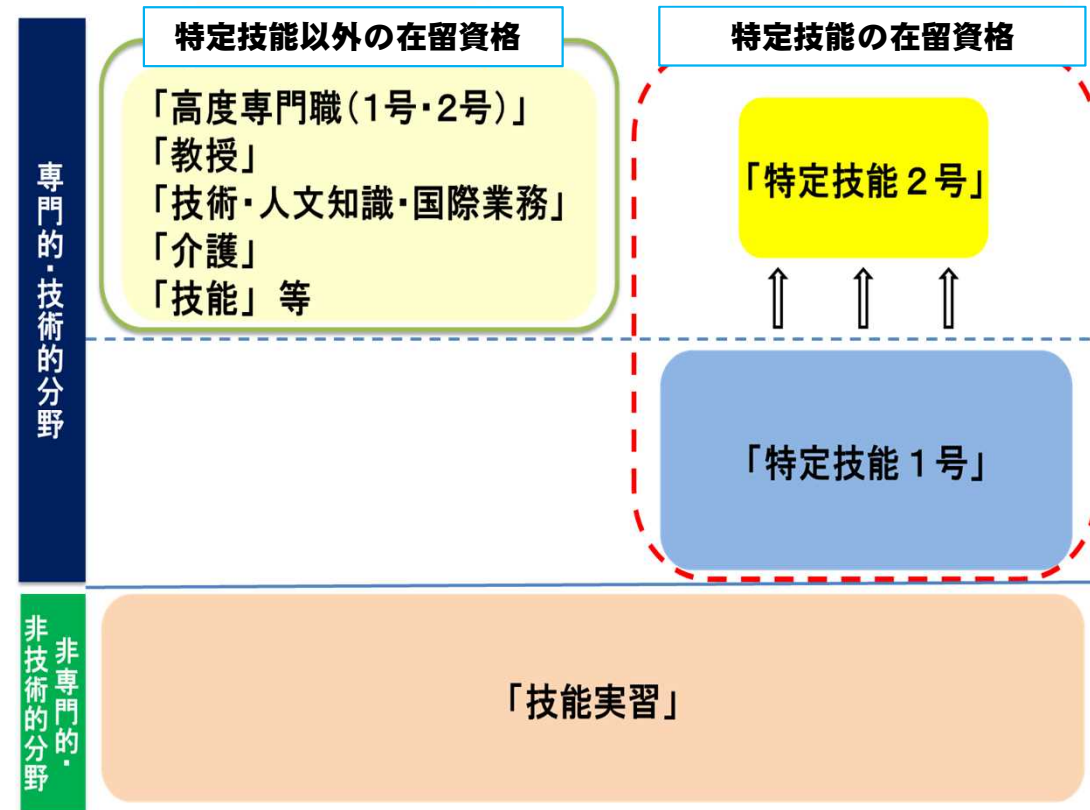 特定技能以外の在留資格
特定技能の在留資格
専門的・技術的分野
「高度専門職(1号・2号)」
「教授」
「技術・人文知識・国際業務」
「介護」
「技能」等
「特定技能２号」
「特定技能１号」
非専門的・
非技術的分野
「技能実習」